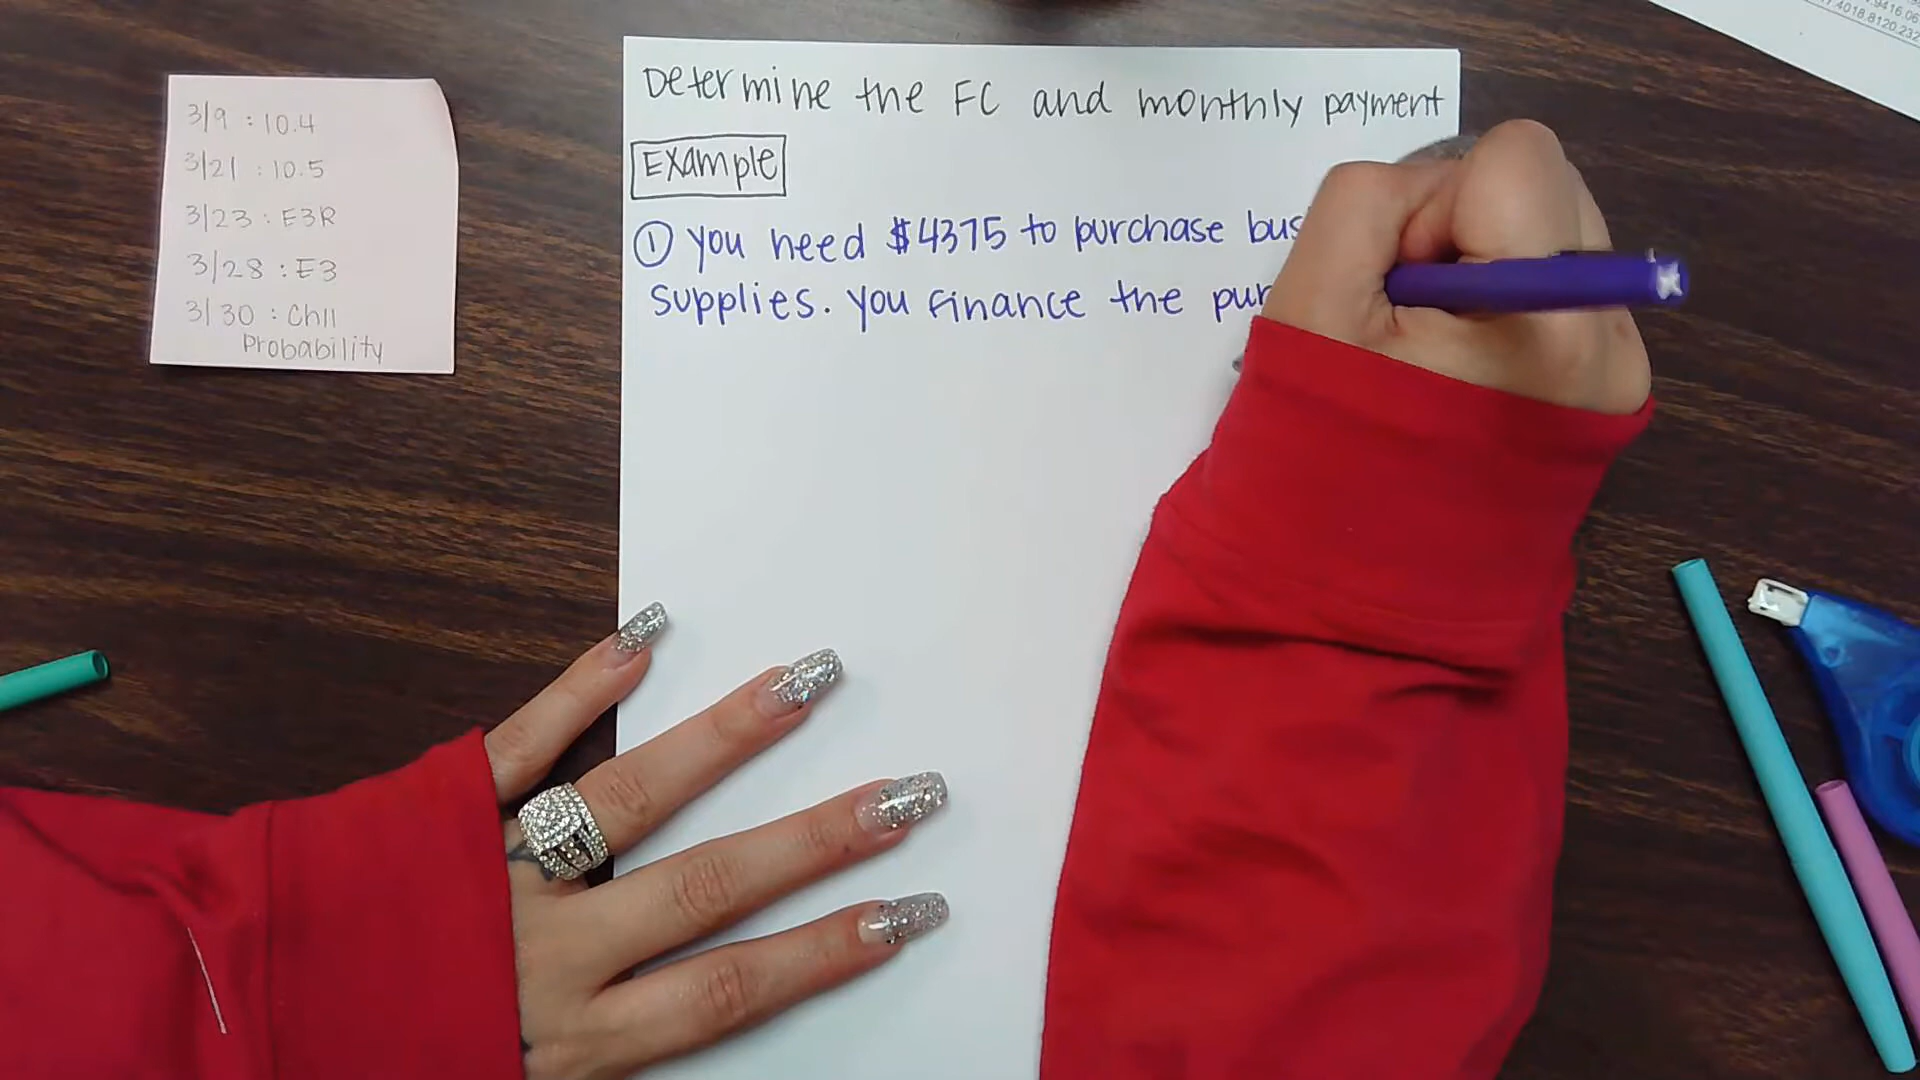 3/9 : 10.4
3/21 : 10.5
3/23 : E3R
3/28 : E3
3/30 : Ch11
Probability
Determine the FC and monthly payment
Example
① you need $4375 to purchase bus
supplies. you finance the pur